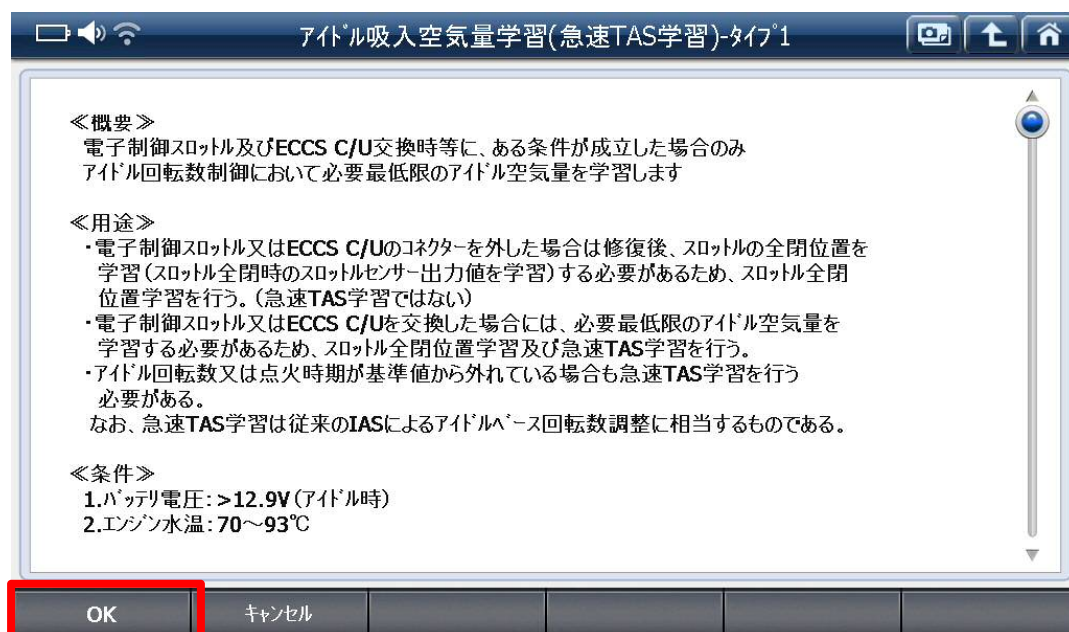 ｱｲﾄﾞﾙ吸入空気量学習(急速TAS学習)-ﾀｲﾌﾟ1
≪概要≫
電子制御ｽﾛｯﾄﾙ及びECCS C/U交換時等に、ある条件が成立した場合のみ
ｱｲﾄﾞﾙ回転数制御において必要最低限のｱｲﾄﾞﾙ空気量を学習します
≪用途≫
・電子制御ｽﾛｯﾄﾙ又はECCS C/Uのｺﾈｸﾀｰを外した場合は修復後、ｽﾛｯﾄﾙの全閉位置を
学習(ｽﾛｯﾄﾙ全閉時のｽﾛｯﾄﾙｾﾝｻｰ出力値を学習)する必要があるため、ｽﾛｯﾄﾙ全閉
位置学習を行う。(急速TAS学習ではない)
・電子制御ｽﾛｯﾄﾙ又はECCS C/Uを交換した場合には、必要最低限のｱｲﾄﾞﾙ空気量を
学習する必要があるため、ｽﾛｯﾄﾙ全閉位置学習及び急速TAS学習を行う。
・ｱｲﾄﾞﾙ回転数又は点火時期が基準値から外れている場合も急速TAS学習を行う
必要がある。
なお、急速TAS学習は従来のIASによるｱｲﾄﾞﾙﾍﾞｰｽ回転数調整に相当するものである。
≪条件≫
1.ﾊﾞｯﾃﾘ電圧:>12.9V(ｱｲﾄﾞﾙ時)
2.ｴﾝｼﾞﾝ水温:70～93℃
OK ｷｬﾝｾﾙ